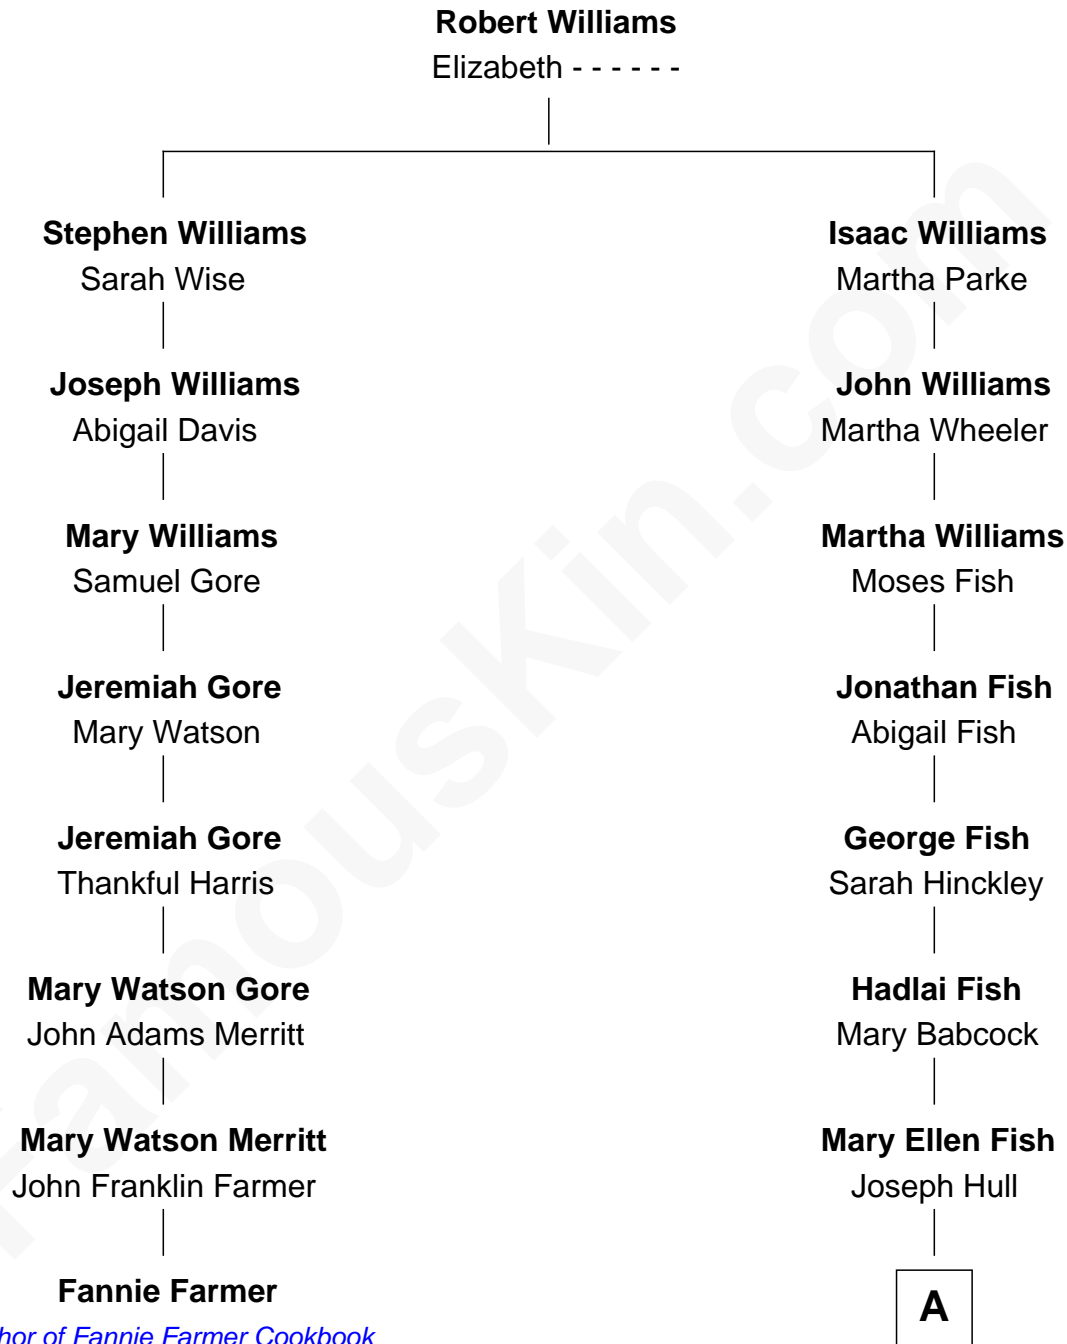 Robert Williams
Elizabeth - - - - - -
Stephen Williams
Sarah Wise
Isaac Williams
Martha Parke
Joseph Williams
Abigail Davis
John Williams
Martha Wheeler
Mary Williams
Samuel Gore
Martha Williams
Moses Fish
Jeremiah Gore
Mary Watson
Jonathan Fish
Abigail Fish
Jeremiah Gore
Thankful Harris
George Fish
Sarah Hinckley
Mary Watson Gore
John Adams Merritt
Hadlai Fish
Mary Babcock
Mary Watson Merritt
John Franklin Farmer
Mary Ellen Fish
Joseph Hull
Fannie Farmer
hor of Fannie Farmer Cookbook
A
FamousKin.com